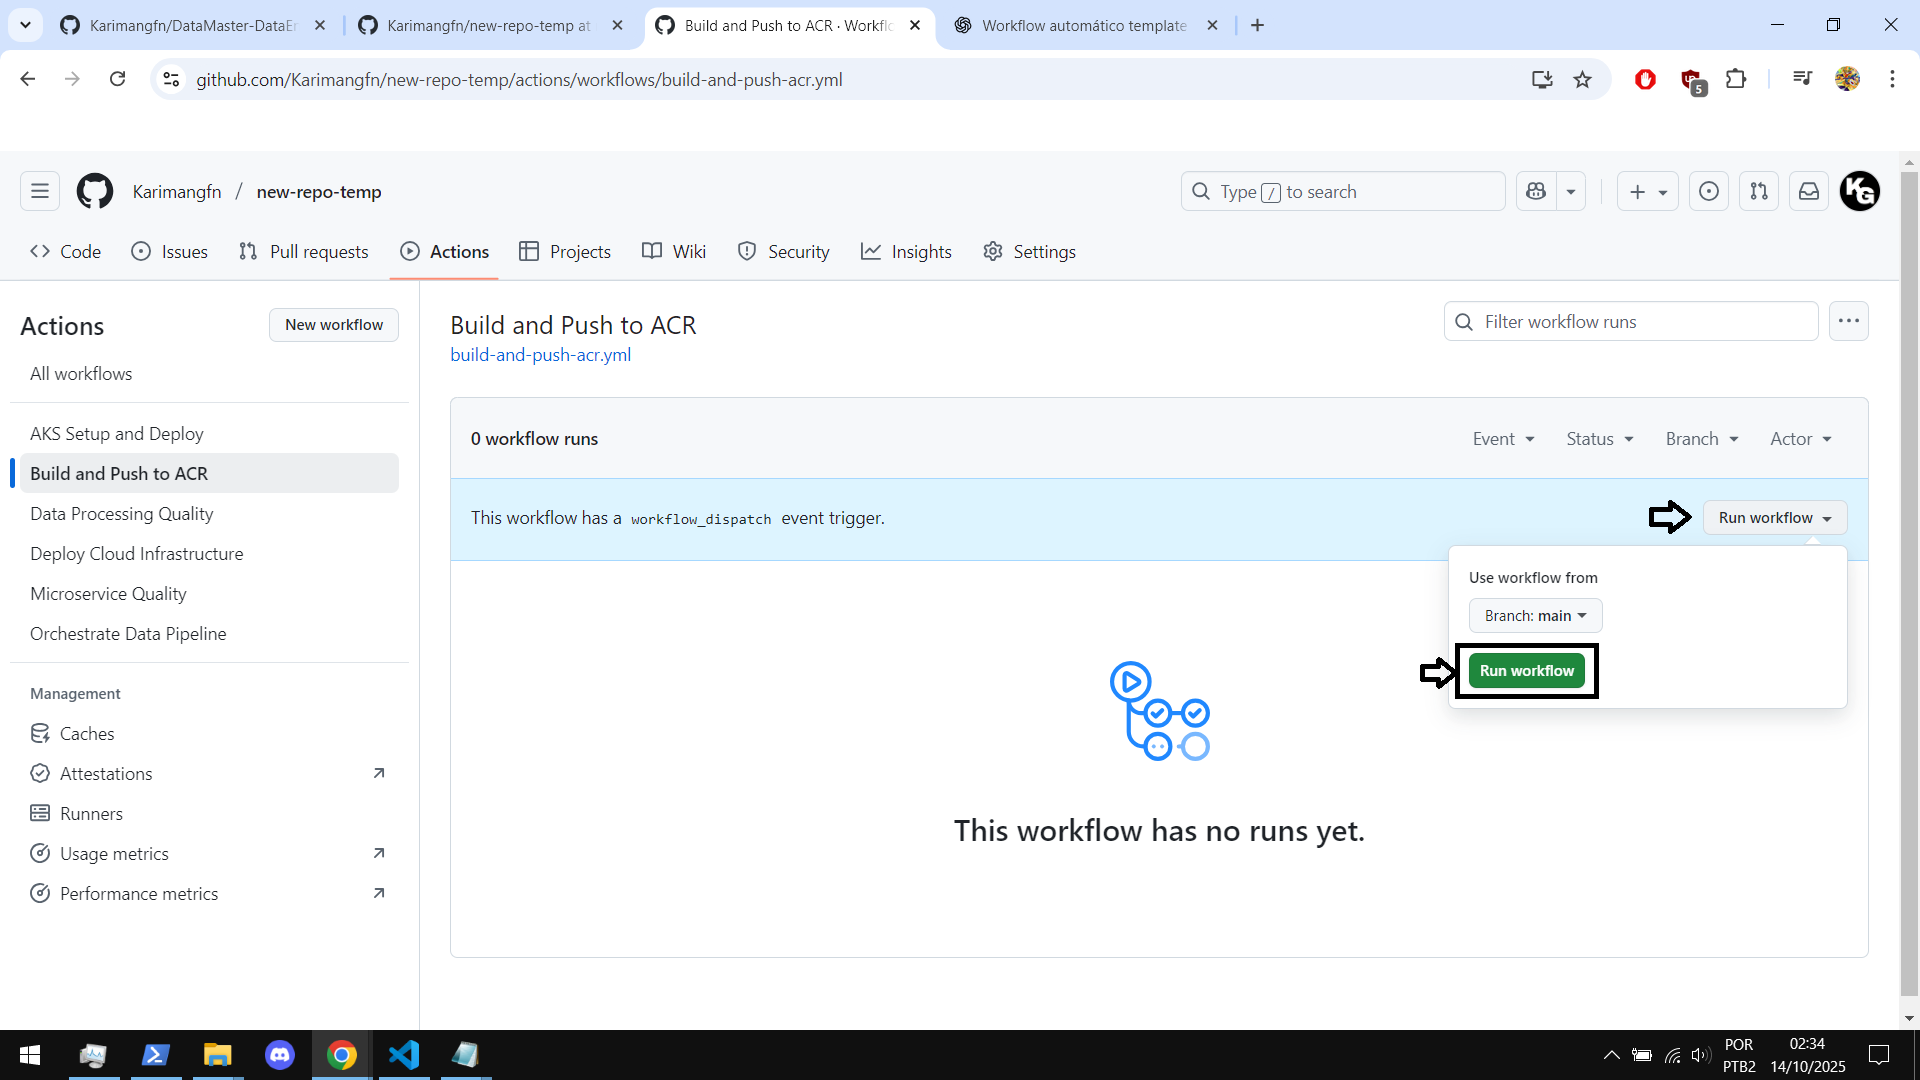 Karimangfn/DataMaster-DataEn
Karimangfn/new-repo-temp at
Build and Push to ACR · Workflo
Workflow automático template
github.com/Karimangfn/new-repo-temp/actions/workflows/build-and-push-acr.yml
5
Karimangfn / new-repo-temp
Type / to search
KG
Code
Issues
Pull requests
Actions
Projects
Wiki
Security
Insights
Settings
Actions
New workflow
All workflows
AKS Setup and Deploy
Build and Push to ACR
Data Processing Quality
Deploy Cloud Infrastructure
Microservice Quality
Orchestrate Data Pipeline
Management
Caches
Attestations
Runners
Usage metrics
Performance metrics
Build and Push to ACR
build-and-push-acr.yml
Filter workflow runs
0 workflow runs
Event
Status
Branch
Actor
This workflow has a workflow_dispatch event trigger.
Run workflow
Use workflow from
Branch: main
Run workflow
This workflow has no runs yet.
POR
PTB2
02:34
14/10/2025